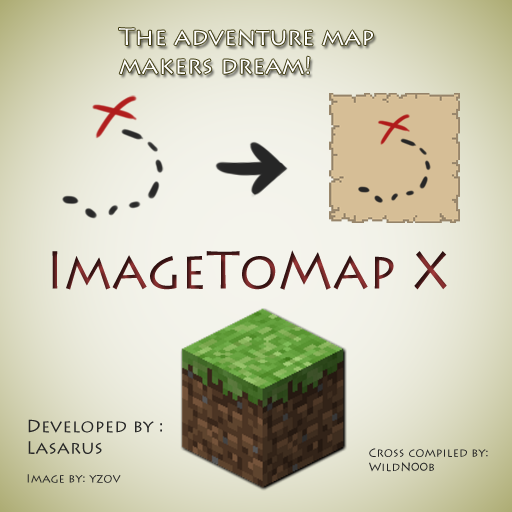 The adventure map
makers dream!
ImageToMap X
Developed by :
Lasarus
Image by: yzov
Cross compiled by:
WildN00b